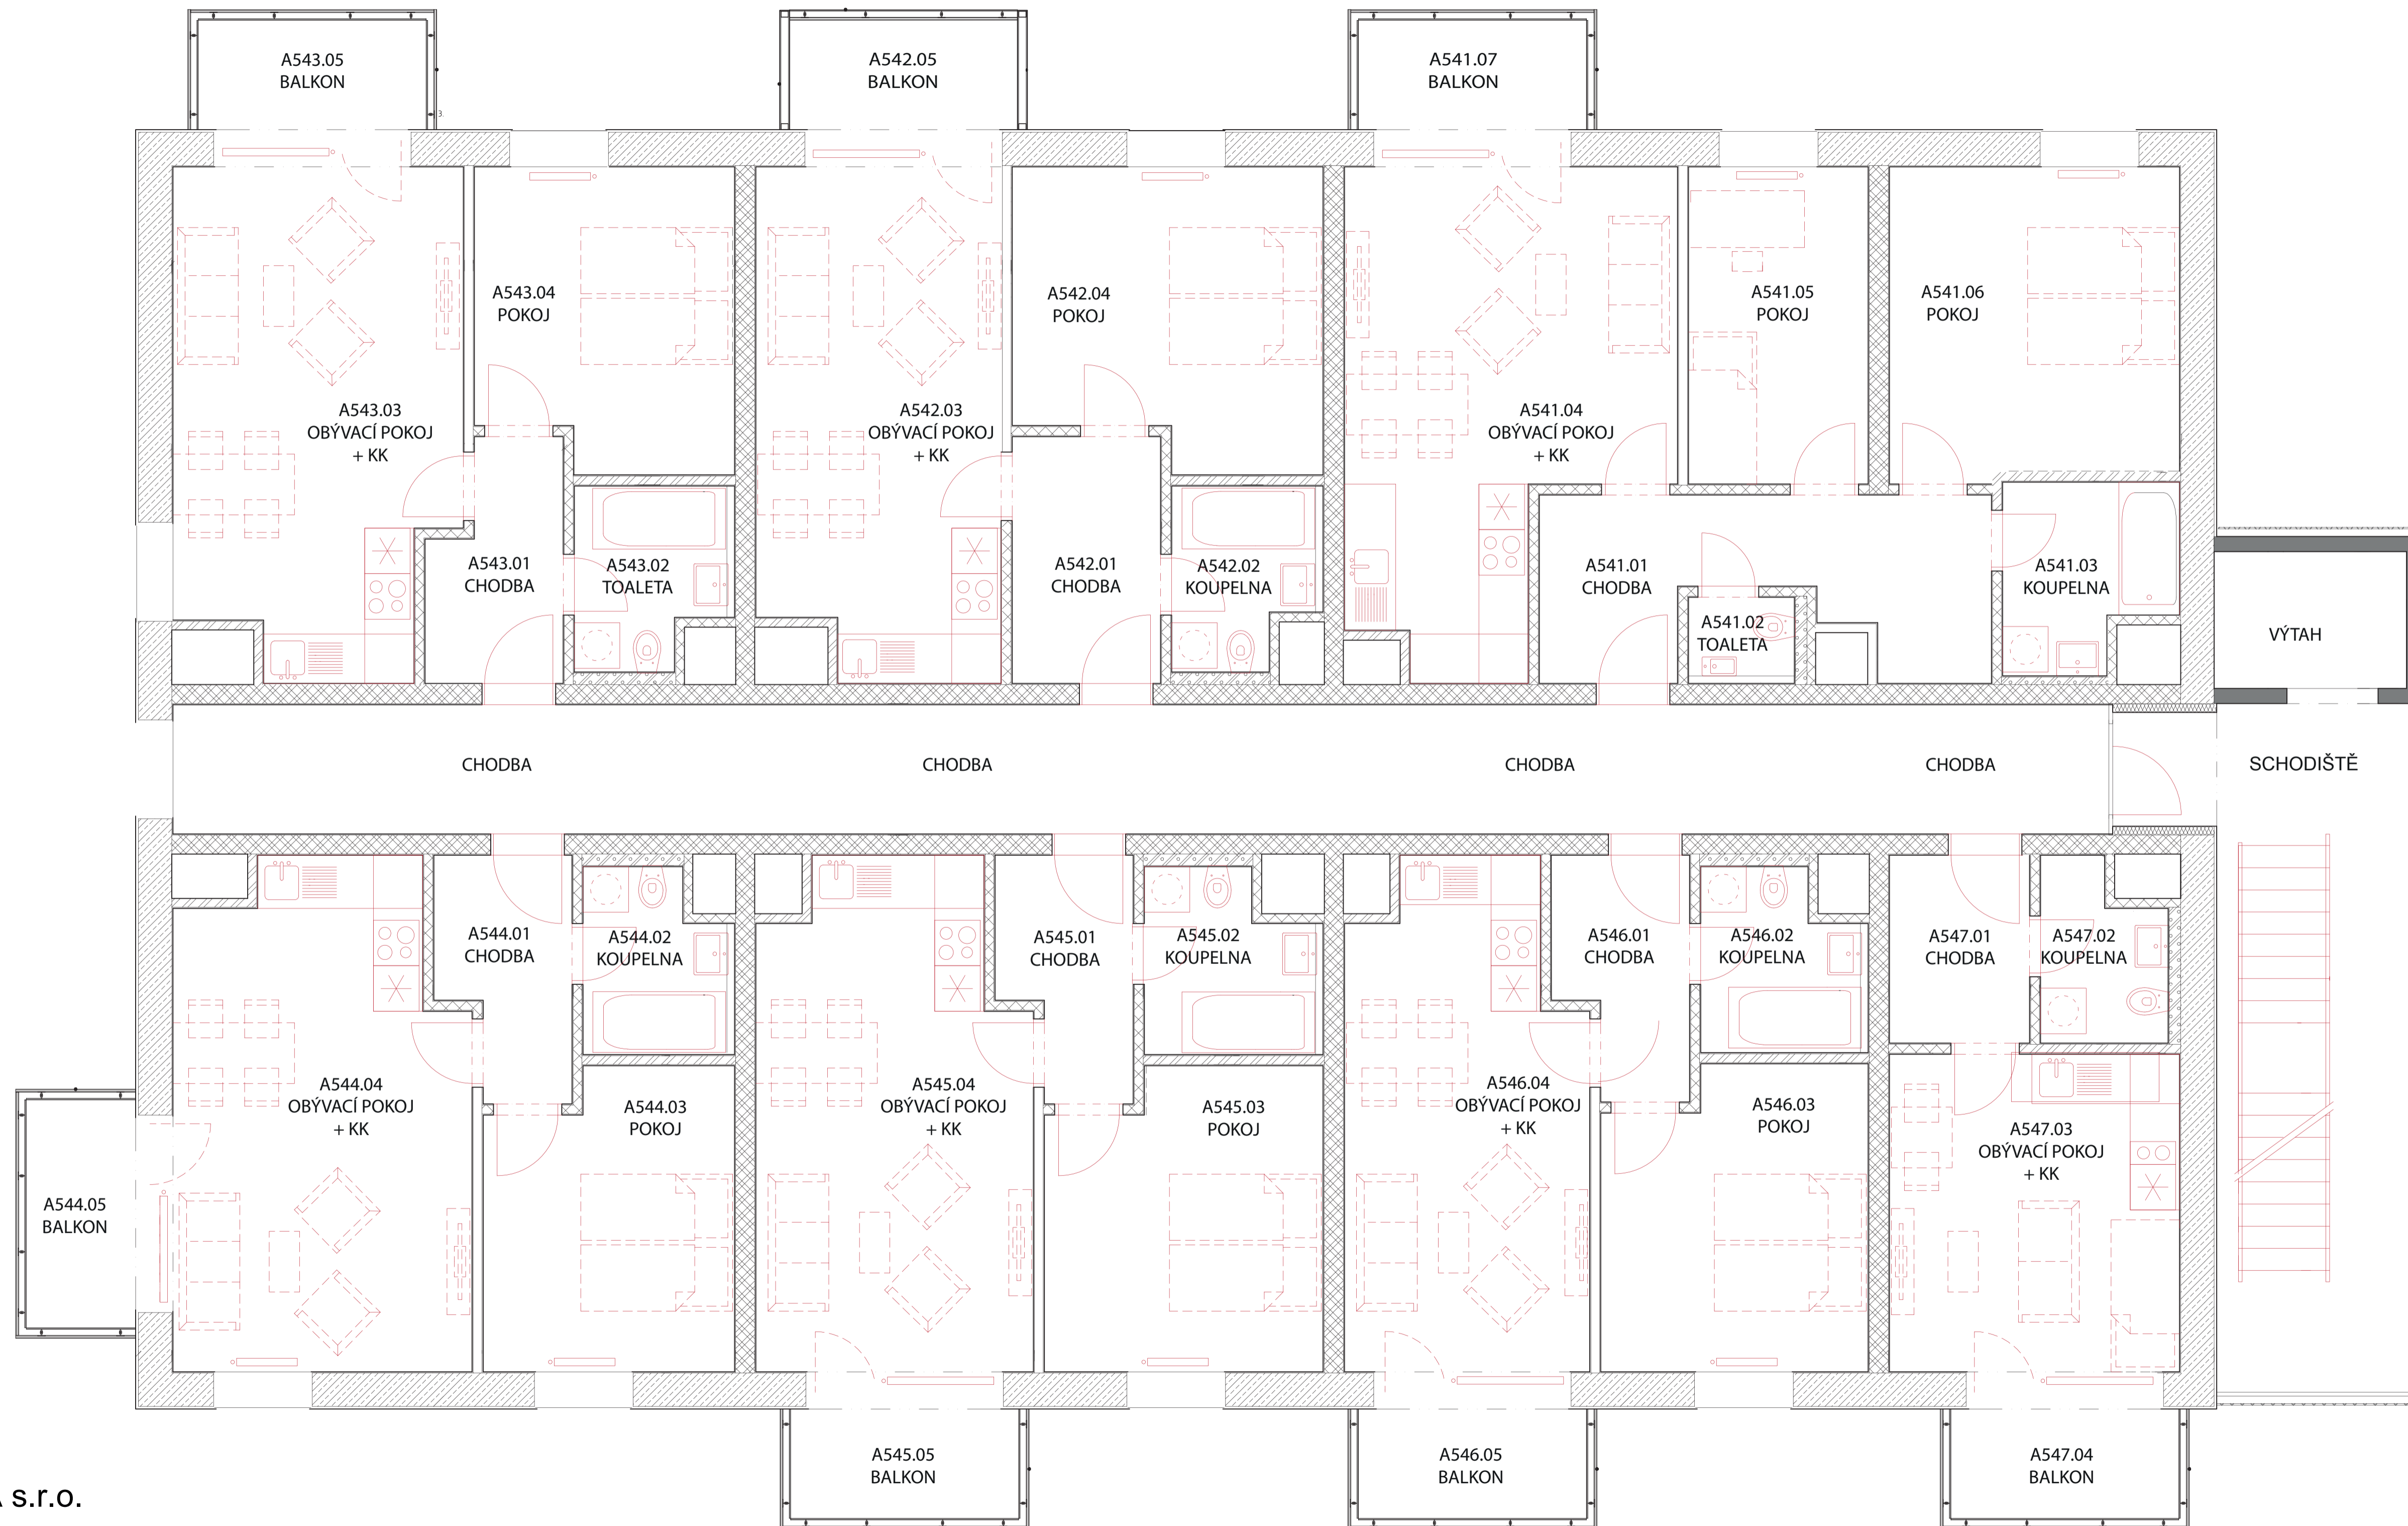 A543.05
BALKON
A542.05
BALKON
A541.07
BALKON
3
A543.04
POKOJ
A542.04
POKOJ
A541.05
POKOJ
A541.06
POKOJ
A543.03
OBÝVACÍ POKOJ
+ KK
A542.03
OBÝVACÍ POKOJ
+ KK
A541.04
OBÝVACÍ POKOJ
+ KK
A543.01
CHODBA
A543.02
TOALETA
A542.01
CHODBA
A542.02
KOUPELNA
A541.01
CHODBA
A541.02
TOALETA
A541.03
KOUPELNA
VÝTAH
CHODBA
CHODBA
CHODBA
CHODBA
SCHODIŠTĚ
A544.01
CHODBA
A544.02
KOUPELNA
A545.01
CHODBA
A545.02
KOUPELNA
A546.01
CHODBA
A546.02
KOUPELNA
A547.01
CHODBA
A547.02
KOUPELNA
A544.04
OBÝVACÍ POKOJ
+ KK
A544.03
POKOJ
A545.04
OBÝVACÍ POKOJ
+ KK
A545.03
POKOJ
A546.04
OBÝVACÍ POKOJ
+ KK
A546.03
POKOJ
A547.03
OBÝVACÍ POKOJ
+ KK
A544.05
BALKON
A545.05
BALKON
A546.05
BALKON
A547.04
BALKON
s.r.o.